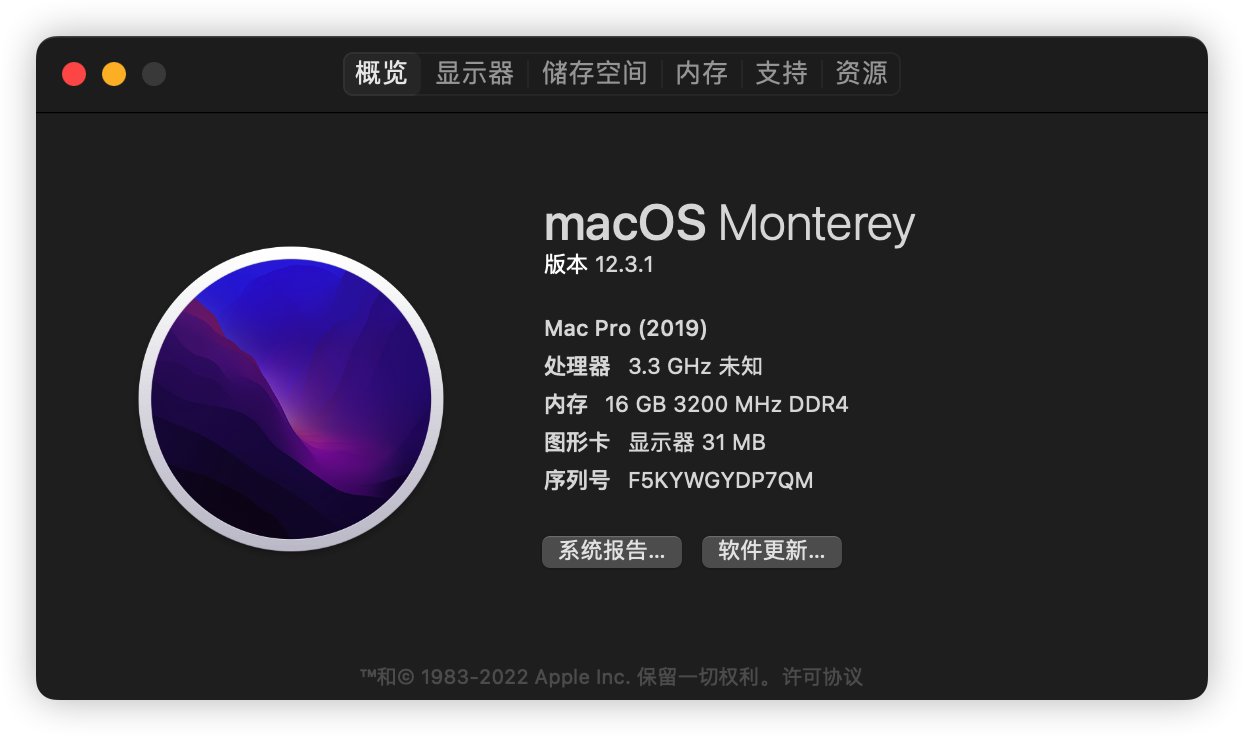 概览 显示器 储存空间 内存 支持 资源
macOS Monterey
版本 12.3.1
Mac Pro (2019)
处理器 3.3 GHz 未知
内存 16 GB 3200 MHz DDR4
图形卡 显示器 31 MB
序列号 F5KYWGYDP7QM
系统报告... 软件更新...
™和© 1983-2022 Apple Inc. 保留一切权利。许可协议